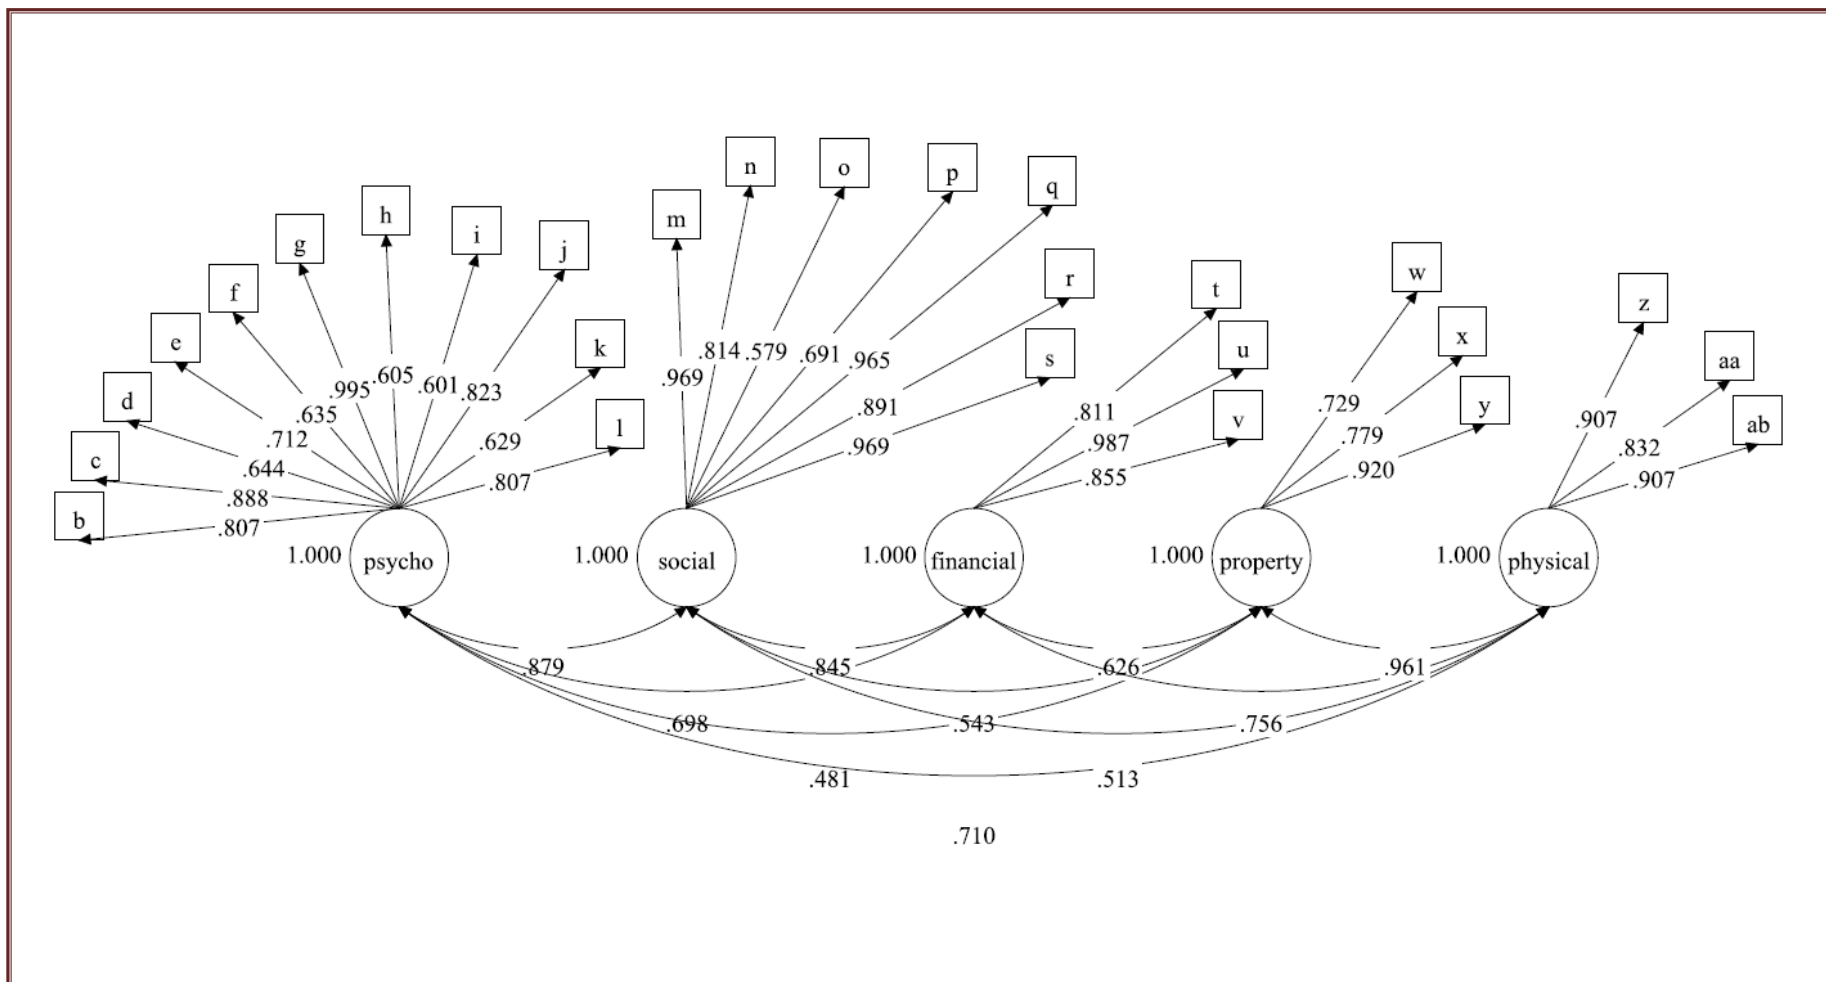 n o p q
h m
g i j
r
w
f t z
e k u x
s aa
d .814 .579 .691 .965
.995 .605 .601 .823 .969
l v y ab
c .635 .891 .811 .729 .907
.712 .629 .969 .987 .779 .832
b .644 .807 .855 .920 .907
.888
.807
1.000 psycho 1.000 social 1.000 financial 1.000 property 1.000 physical
.879 .845 .626 .961
.698 .543 .756
.481 .513
.710